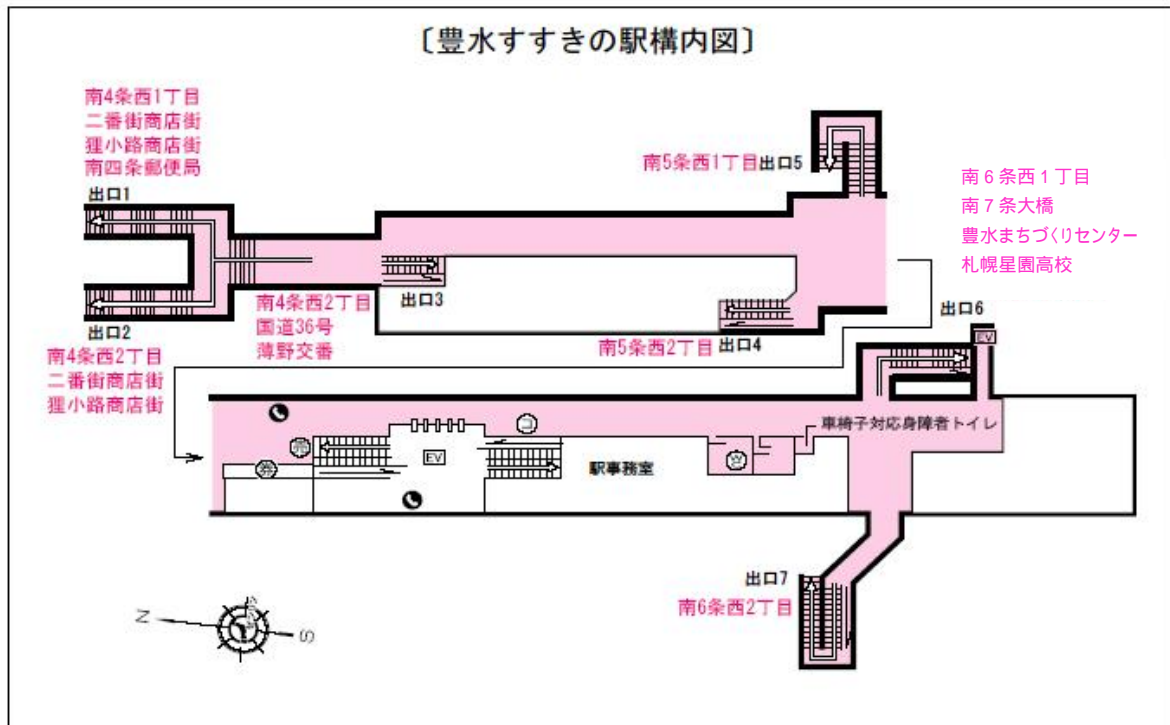 〔豊水すすきの駅構内図〕
南4条西1丁目
二番街商店街
狸小路商店街
南四条郵便局
出口1
南5条西1丁目 出口5
南６条西１丁目
南７条大橋
豊水まちづくりセンター
札幌星園高校
出口2
南4条西2丁目
二番街商店街
狸小路商店街
出口3
南4条西2丁目
国道36号
薄野交番
出口4
南5条西2丁目
出口6
EV
車椅子対応身障者トイレ
コ
EV
駅事務室
出口7
南6条西2丁目
N
S